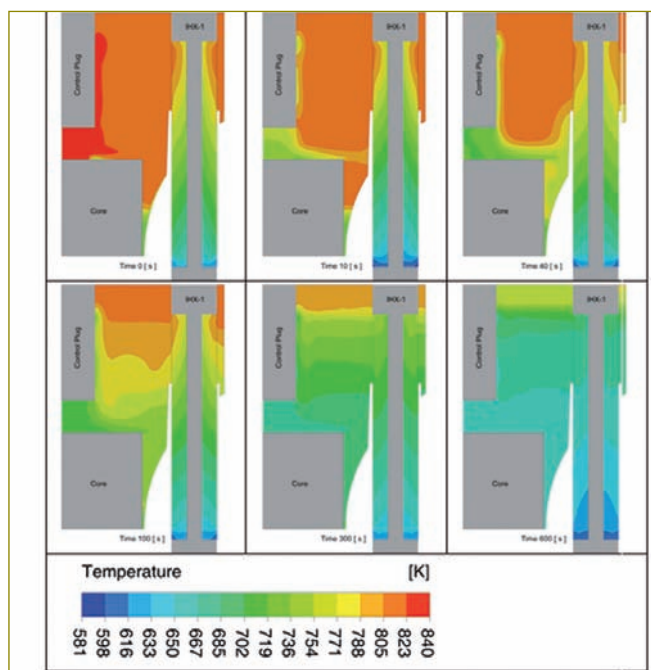 IHX-1
Control Plug
Core
Time 0 [ s ]
IHX-1
Control Plug
Core
Time 10 [ s ]
IHX-1
Control Plug
Core
Time 40 [ s ]
IHX-1
Control Plug
Core
Time 100 [ s ]
IHX-1
Control Plug
Core
Time 300 [ s ]
IHX-1
Control Plug
Core
Time 600 [ s ]
Temperature [K]
581 598 616 633 650 667 685 702 719 736 754 771 788 805 823 840